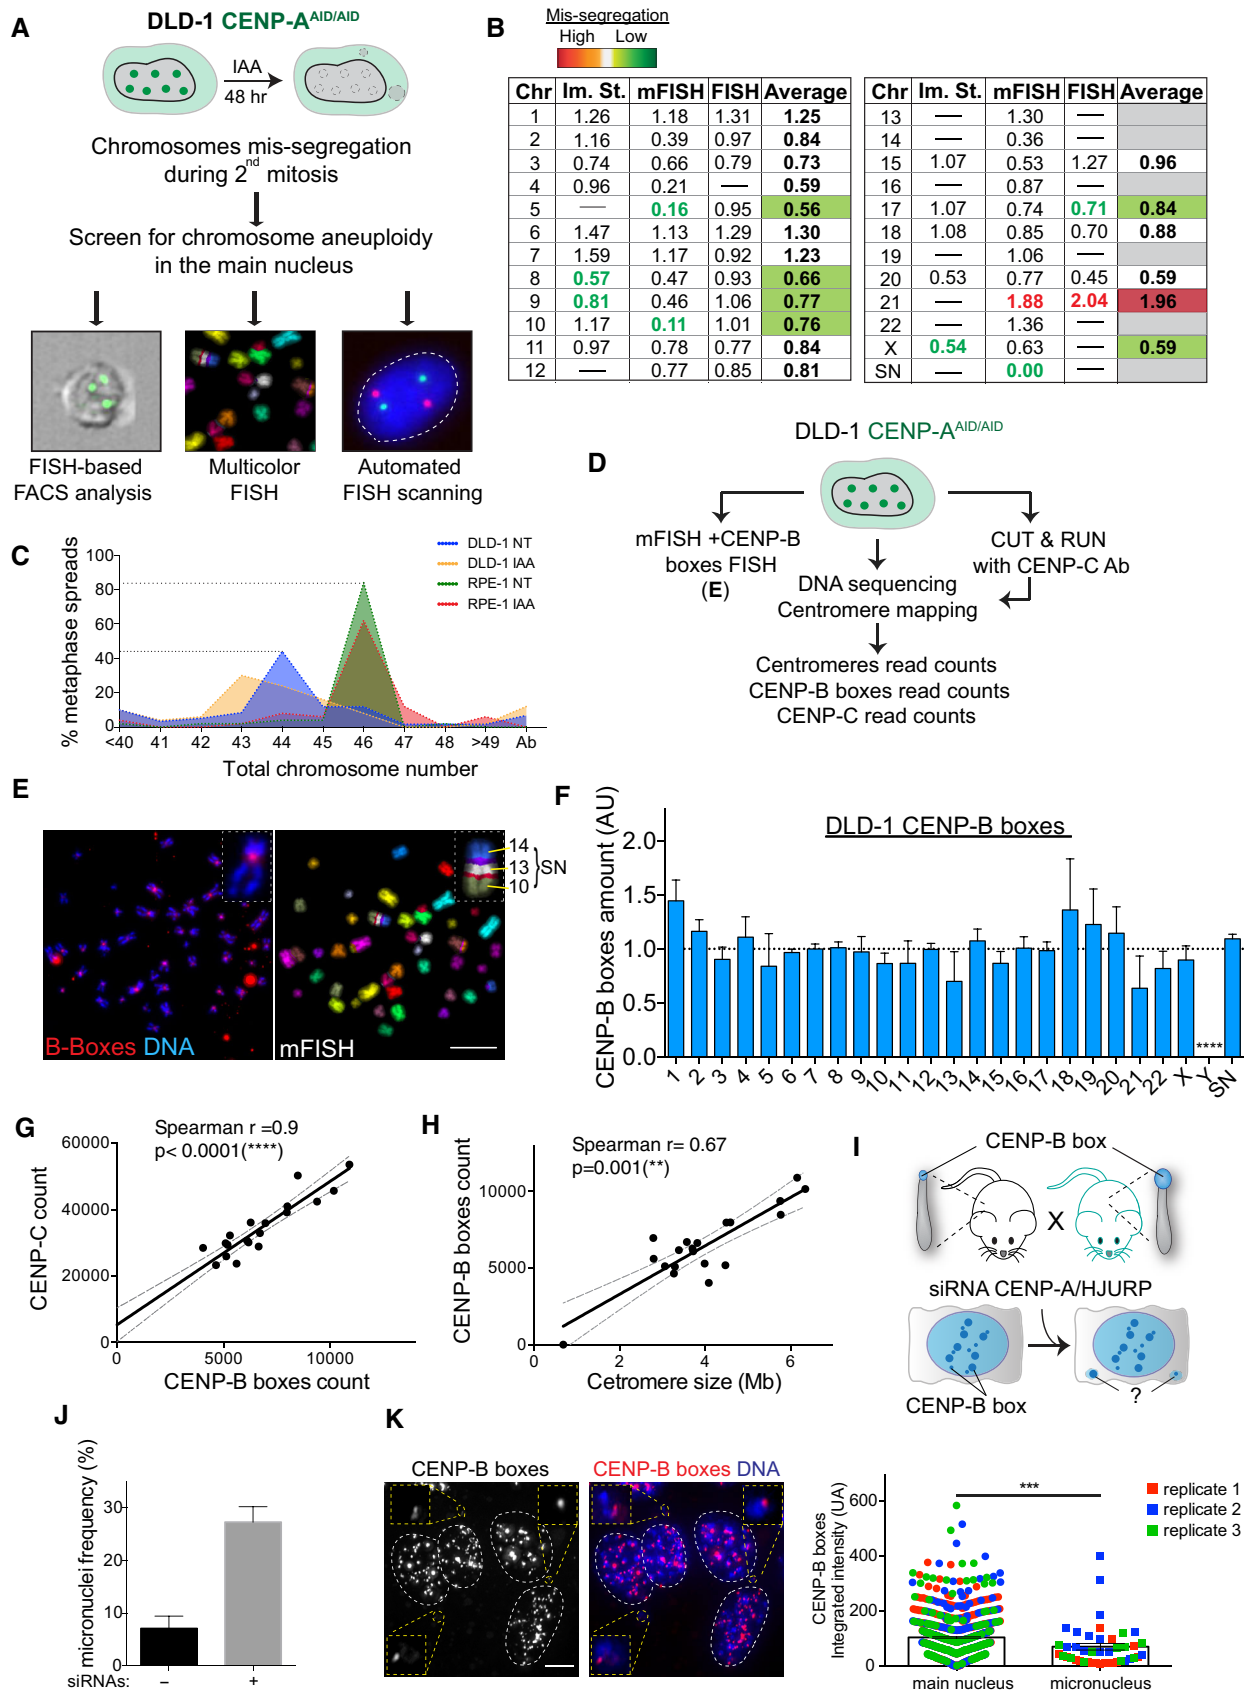 A
DLD-1 CENP-A^AID/AID
IAA
48 hr
Chromosomes mis-segregation
during 2nd mitosis
Screen for chromosome aneuploidy
in the main nucleus
FISH-based
FACS analysis
Multicolor
FISH
Automated
FISH scanning
B
Mis-segregation
High Low
Chr Im. St. mFISH FISH Average
1 1.26 1.18 1.31 1.25
2 1.16 0.39 0.97 0.84
3 0.74 0.66 0.79 0.73
4 0.96 0.21 — 0.59
5 — 0.16 0.95 0.56
6 1.47 1.13 1.29 1.30
7 1.59 1.17 0.92 1.23
8 0.57 0.47 0.93 0.66
9 0.81 0.46 1.06 0.77
10 1.17 0.11 1.01 0.76
11 0.97 0.78 0.77 0.84
12 — 0.77 0.85 0.81
Chr Im. St. mFISH FISH Average
13 — 1.30 —
14 — 0.36 —
15 1.07 0.53 1.27 0.96
16 — 0.87 —
17 1.07 0.74 0.71 0.84
18 1.08 0.85 0.70 0.88
19 — 1.06 —
20 0.53 0.77 0.45 0.59
21 — 1.88 2.04 1.96
22 — 1.36 —
X 0.54 0.63 — 0.59
SN — 0.00 —
C
% metaphase spreads
100
80
60
40
20
0
<40 41 42 43 44 45 46 47 48 >49 Ab
Total chromosome number
DLD-1 NT
DLD-1 IAA
RPE-1 NT
RPE-1 IAA
D
DLD-1 CENP-A^AID/AID
mFISH +CENP-B
boxes FISH
(E)
CUT & RUN
with CENP-C Ab
DNA sequencing
Centromere mapping
Centromeres read counts
CENP-B boxes read counts
CENP-C read counts
E
B-Boxes DNA
mFISH
14
13
10
SN
F
DLD-1 CENP-B boxes
CENP-B boxes amount (AU)
2.0
1.5
1.0
0.5
0.0
****
1 2 3 4 5 6 7 8 9 10 11 12 13 14 15 16 17 18 19 20 21 22 X Y SN
G
Spearman r =0.9
p< 0.0001(****)
CENP-C count
60000
40000
20000
0
0 5000 10000
CENP-B boxes count
H
Spearman r= 0.67
p=0.001(**)
CENP-B boxes count
10000
5000
0
0 2 4 6
Cetromere size (Mb)
I
CENP-B box
X
siRNA CENP-A/HJURP
CENP-B box
?
J
micronuclei frequency (%)
30
20
10
0
siRNAs: – +
K
CENP-B boxes
CENP-B boxes DNA
CENP-B boxes
Integrated intensity (UA)
600
400
200
0
***
main nucleus micronucleus
replicate 1
replicate 2
replicate 3